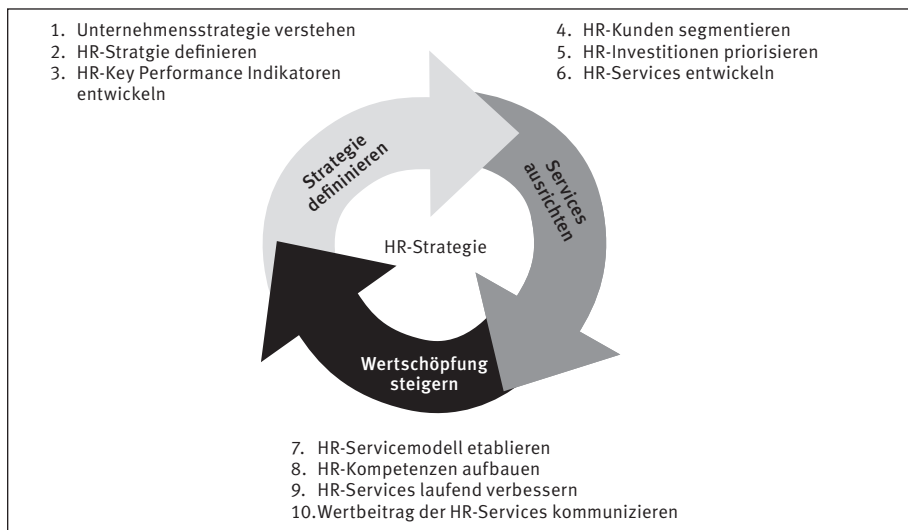 1. Unternehmensstrategie verstehen
2. HR-Stratgie definieren
3. HR-Key Performance Indikatoren
entwickeln
4. HR-Kunden segmentieren
5. HR-Investitionen priorisieren
6. HR-Services entwickeln
Strategie
defininieren
Services
ausrichten
HR-Strategie
Wertschöpfung
steigern
7. HR-Servicemodell etablieren
8. HR-Kompetenzen aufbauen
9. HR-Services laufend verbessern
10.Wertbeitrag der HR-Services kommunizieren